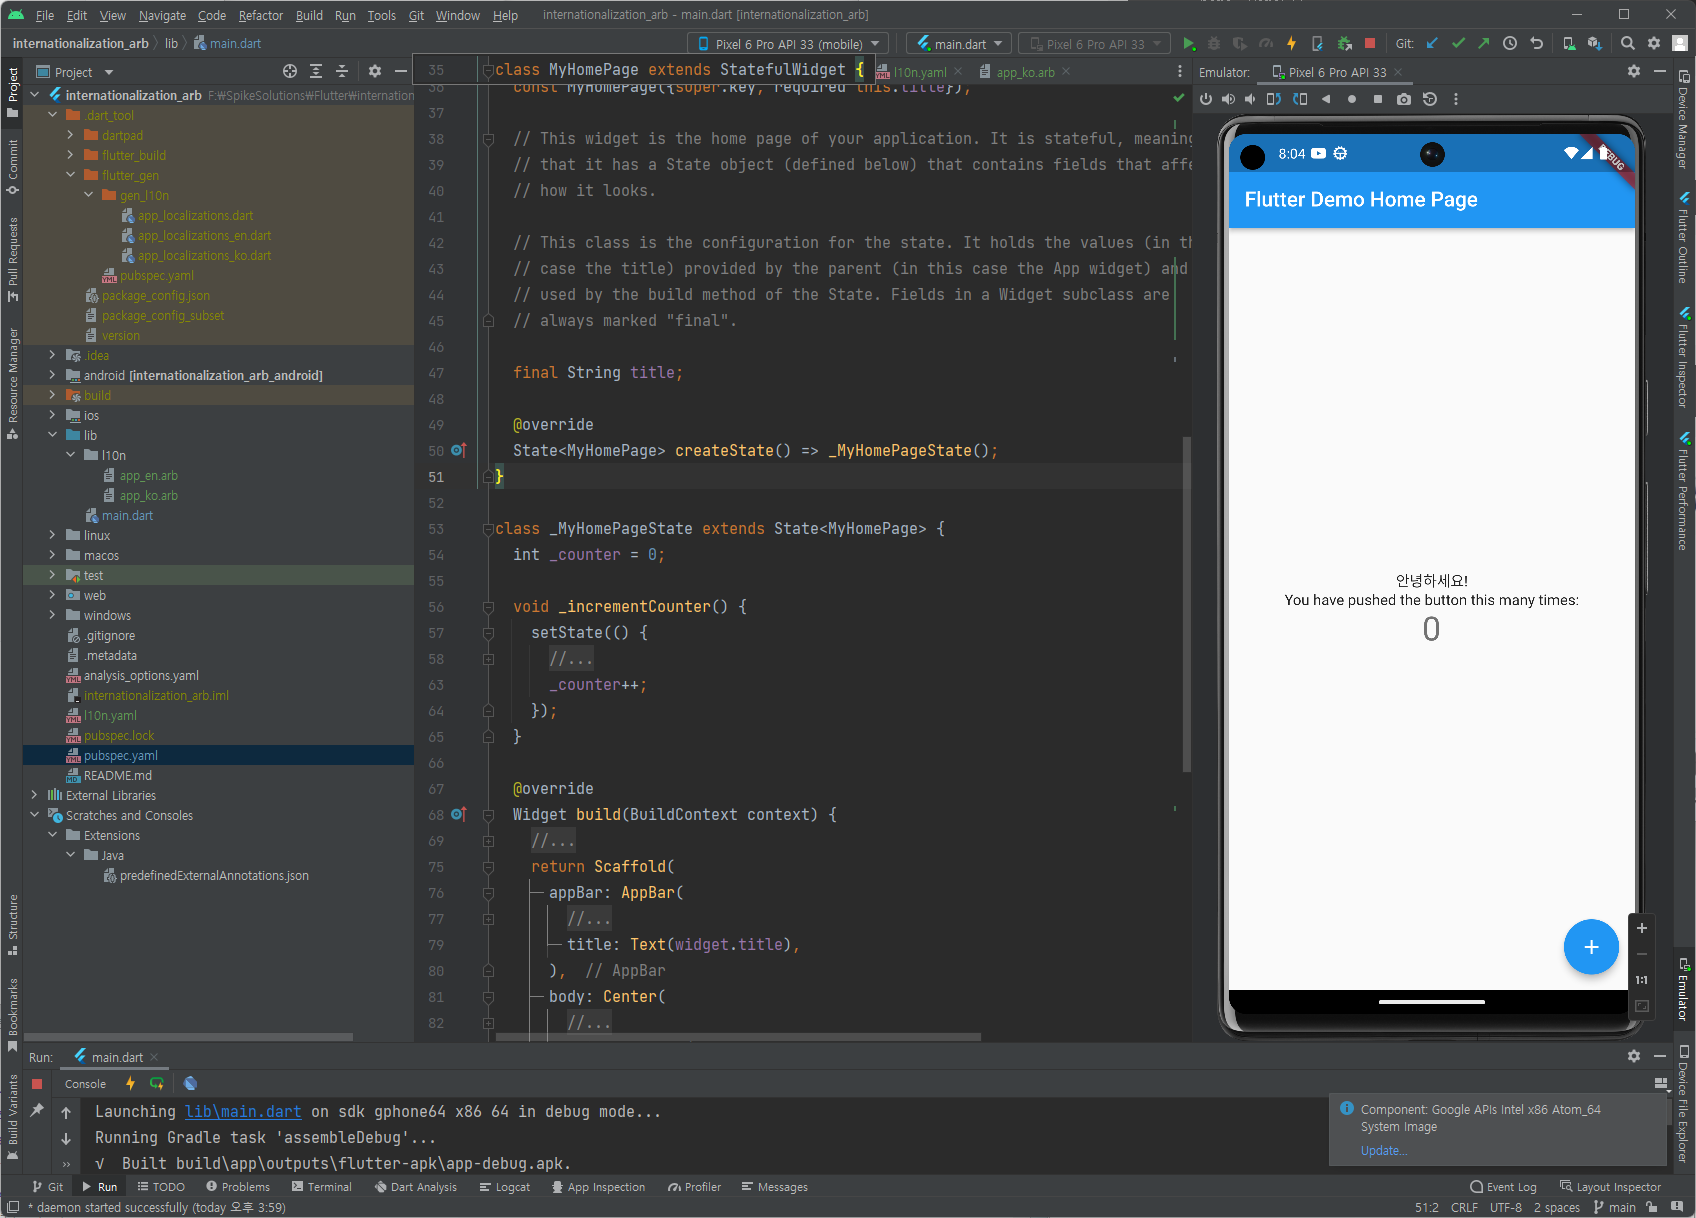 File Edit View Navigate Code Refactor Build Run Tools Git Window Help internationalization_arb - main.dart [internationalization_arb]
internationalization_arb lib main.dart
Pixel 6 Pro API 33 (mobile) main.dart Pixel 6 Pro API 33 Git:
Project
Commit
Pull Requests
Resource Manager
Structure
Bookmarks
Build Variants
Project
internationalization_arb F:₩SpikeSolutions₩Flutter₩internation
.dart_tool
dartpad
flutter_build
flutter_gen
gen_l10n
app_localizations.dart
app_localizations_en.dart
app_localizations_ko.dart
pubspec.yaml
package_config.json
package_config_subset
version
.idea
android [internationalization_arb_android]
build
ios
lib
l10n
app_en.arb
app_ko.arb
main.dart
linux
macos
test
web
windows
.gitignore
.metadata
analysis_options.yaml
internationalization_arb.iml
l10n.yaml
pubspec.lock
pubspec.yaml
README.md
External Libraries
Scratches and Consoles
Extensions
Java
predefinedExternalAnnotations.json
l10n.yaml app_ko.arb
35 class MyHomePage extends StatefulWidget {
36 const MyHomePage({super.key, required this.title});
37
38 // This widget is the home page of your application. It is stateful, meaning
39 // that it has a State object (defined below) that contains fields that affe
40 // how it looks.
41
42 // This class is the configuration for the state. It holds the values (in th
43 // case the title) provided by the parent (in this case the App widget) and
44 // used by the build method of the State. Fields in a Widget subclass are
45 // always marked "final".
46
47 final String title;
48
49 @override
50 State<MyHomePage> createState() => _MyHomePageState();
51 }
52
53 class _MyHomePageState extends State<MyHomePage> {
54 int _counter = 0;
55
56 void _incrementCounter() {
57 setState(() {
58 //...
63 _counter++;
64 });
65 }
66
67 @override
68 Widget build(BuildContext context) {
69 //...
75 return Scaffold(
76 appBar: AppBar(
77 //...
79 title: Text(widget.title),
80 ), // AppBar
81 body: Center(
82 //...
Emulator: Pixel 6 Pro API 33
8:04
DEBUG
Flutter Demo Home Page
안녕하세요!
You have pushed the button this many times:
0
+
+
−
1:1
Device Manager
Flutter Outline
Flutter Inspector
Flutter Performance
Emulator
Device File Explorer
Run: main.dart
Console
Launching lib\main.dart on sdk gphone64 x86 64 in debug mode...
Running Gradle task 'assembleDebug'...
√ Built build\app\outputs\flutter-apk\app-debug.apk.
Component: Google APIs Intel x86 Atom_64
System Image
Update...
Git Run TODO Problems Terminal Dart Analysis Logcat App Inspection Profiler Messages Event Log Layout Inspector
* daemon started successfully (today 오후 3:59) 51:2 CRLF UTF-8 2 spaces main